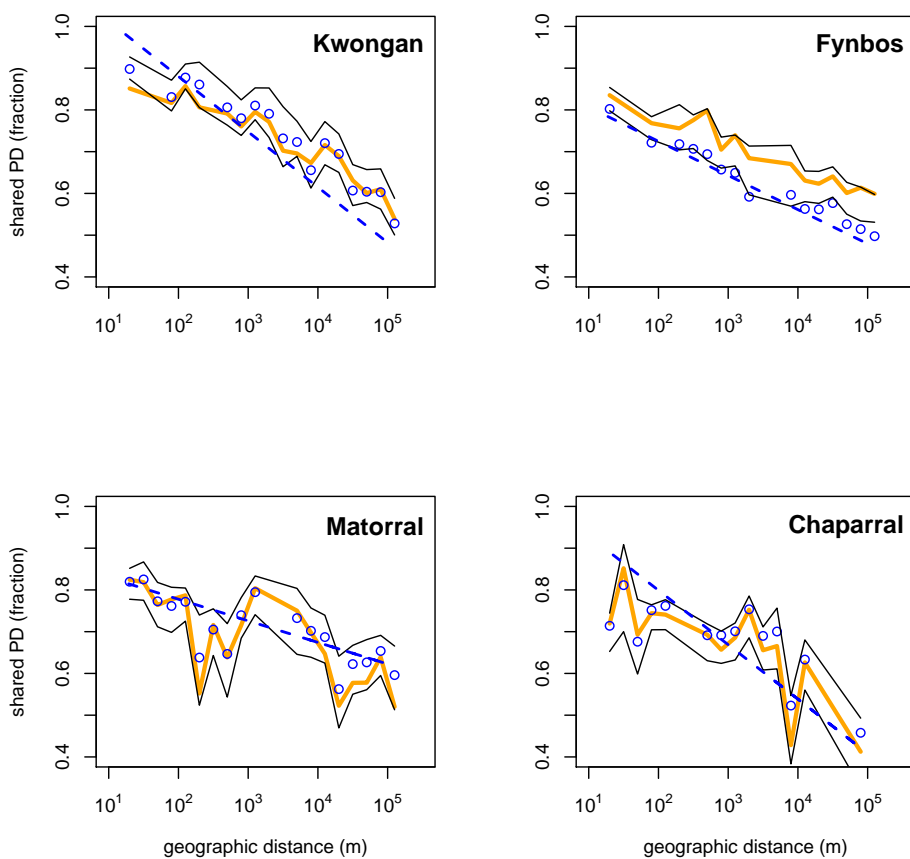 Kwongan
shared PD (fraction)
1.0
0.8
0.6
0.4
10¹ 10² 10³ 10⁴ 10⁵
Fynbos
1.0
0.8
0.6
0.4
10¹ 10² 10³ 10⁴ 10⁵
Matorral
shared PD (fraction)
1.0
0.8
0.6
0.4
10¹ 10² 10³ 10⁴ 10⁵
geographic distance (m)
Chaparral
1.0
0.8
0.6
0.4
10¹ 10² 10³ 10⁴ 10⁵
geographic distance (m)